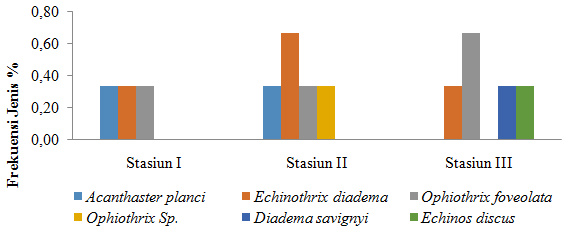 Frekuensi Jenis %
0,80
0,60
0,40
0,20
0,00
Stasiun I
Stasiun II
Stasiun III
Acanthaster planci
Echinothrix diadema
Ophiothrix foveolata
Ophiothrix Sp.
Diadema savignyi
Echinos discus